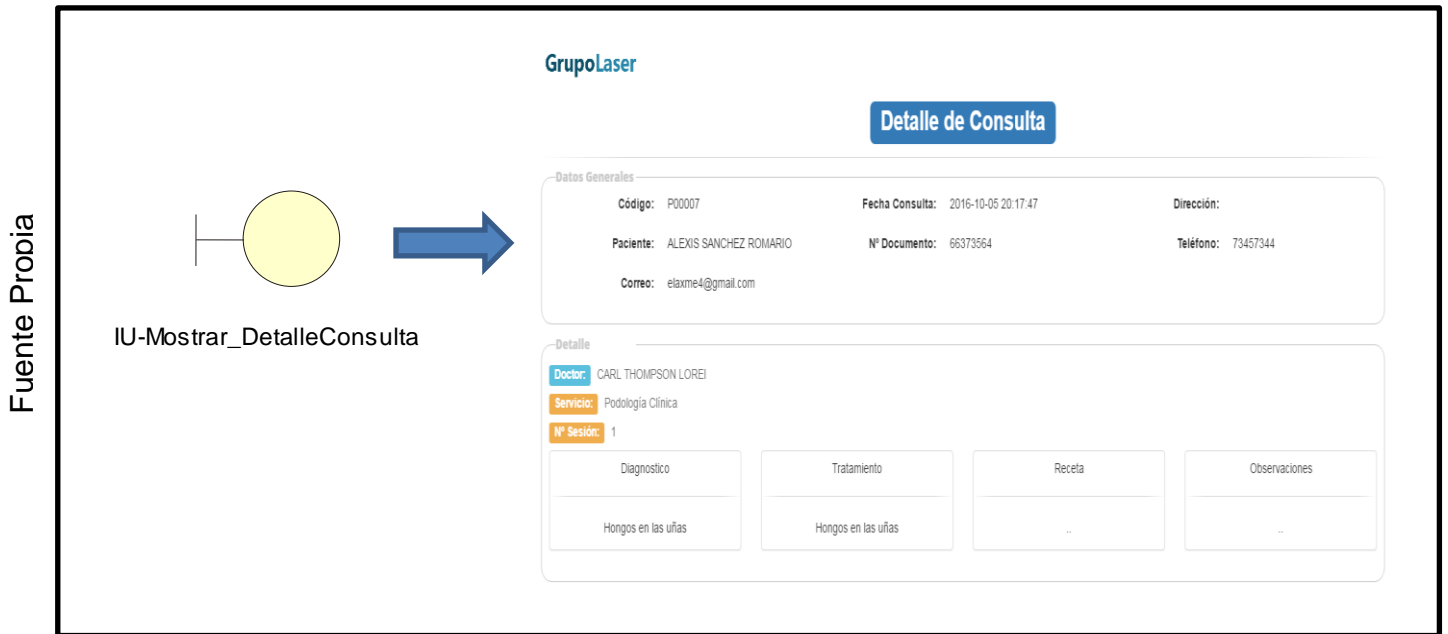 Fuente Propia
IU-Mostrar_DetalleConsulta
GrupoLaser
Detalle de Consulta
Datos Generales
Código: P00007 Fecha Consulta: 2016-10-05 20:17:47 Dirección:
Paciente: ALEXIS SANCHEZ ROMARIO Nº Documento: 66373564 Teléfono: 73457344
Correo: elaxme4@gmail.com
Detalle
Doctor: CARL THOMPSON LOREI
Servicio: Podología Clínica
Nº Sesión: 1
Diagnostico Tratamiento Receta Observaciones
Hongos en las uñas Hongos en las uñas .. ..